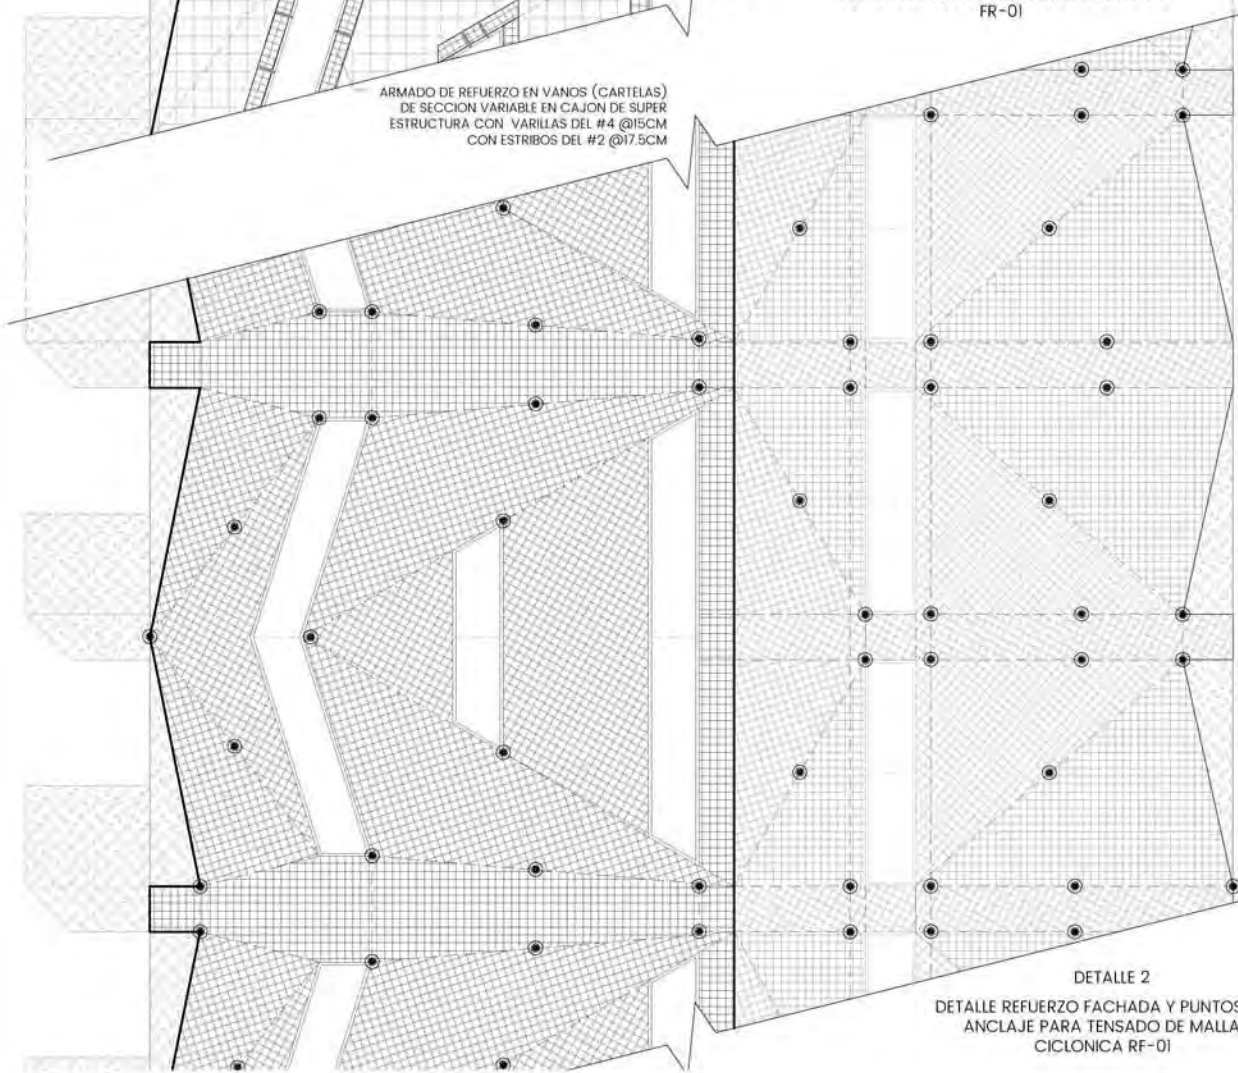 FR-01
ARMADO DE REFUERZO EN VANOS (CARTELAS)
DE SECCION VARIABLE EN CAJON DE SUPER
ESTRUCTURA CON VARILLAS DEL #4 @15CM
CON ESTRIBOS DEL #2 @17.5CM
DETALLE 2
DETALLE REFUERZO FACHADA Y PUNTOS
ANCLAJE PARA TENSADO DE MALLA
CICLONICA RF-01